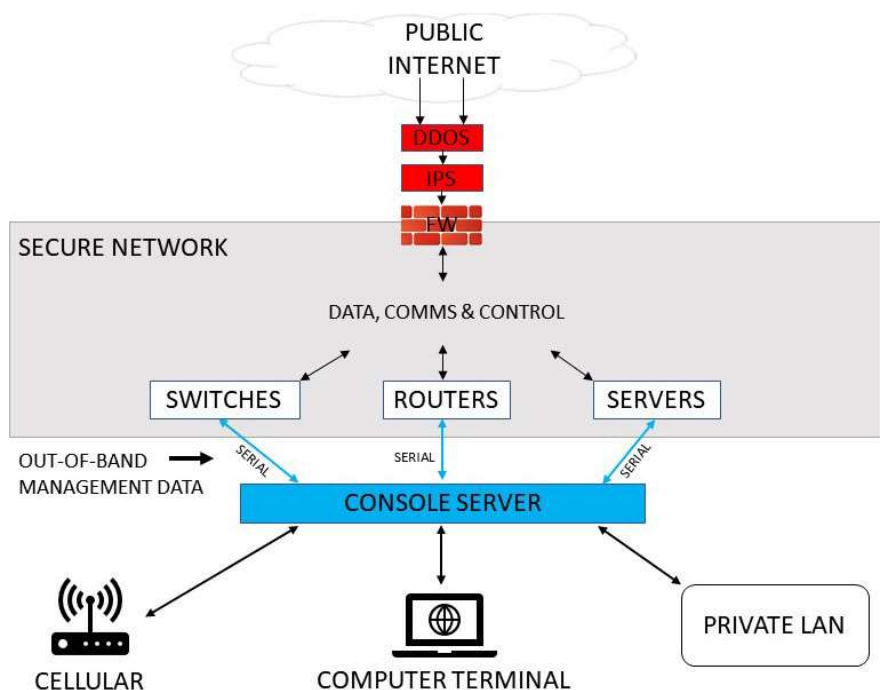 PUBLIC
INTERNET
DDOS
IPS
FW
SECURE NETWORK
DATA, COMMS & CONTROL
SWITCHES
ROUTERS
SERVERS
OUT-OF-BAND
MANAGEMENT DATA
SERIAL
SERIAL
SERIAL
CONSOLE SERVER
CELLULAR
COMPUTER TERMINAL
PRIVATE LAN